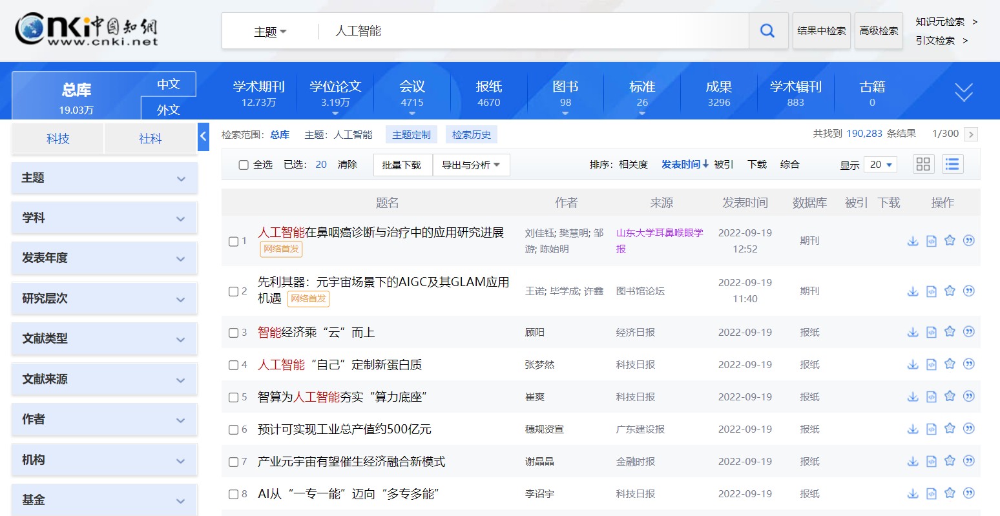 cnki中国知網
www.cnki.net
主题
人工智能
结果中检索
高级检索
知识元检索 >
引文检索 >
总库
19.03万
中文
外文
学术期刊
12.73万
学位论文
3.19万
会议
4715
报纸
4670
图书
98
标准
26
成果
3296
学术辑刊
883
古籍
0
科技
社科
检索范围：总库 主题：人工智能 主题定制 检索历史
共找到 190,283 条结果 1/300 >
全选 已选：20 清除 批量下载 导出与分析
排序：相关度 发表时间↓ 被引 下载 综合
显示 20
主题
学科
发表年度
研究层次
文献类型
文献来源
作者
机构
基金
题名 作者 来源 发表时间 数据库 被引 下载 操作
1 人工智能在鼻咽癌诊断与治疗中的应用研究进展
网络首发
刘佳钰; 樊慧明; 邹
游; 陈始明
山东大学耳鼻喉眼学
报
2022-09-19
12:52
期刊
2 先利其器：元宇宙场景下的AIGC及其GLAM应用
机遇 网络首发
王诺; 毕学成; 许鑫
图书馆论坛
2022-09-19
11:40
期刊
3 智能经济乘“云”而上 顾阳 经济日报 2022-09-19 报纸
4 人工智能“自己”定制新蛋白质 张梦然 科技日报 2022-09-19 报纸
5 智算为人工智能夯实“算力底座” 崔爽 科技日报 2022-09-19 报纸
6 预计可实现工业总产值约500亿元 穗规资宣 广东建设报 2022-09-19 报纸
7 产业元宇宙有望催生经济融合新模式 谢晶晶 金融时报 2022-09-19 报纸
8 AI从“一专一能”迈向“多专多能” 李诏宇 科技日报 2022-09-19 报纸